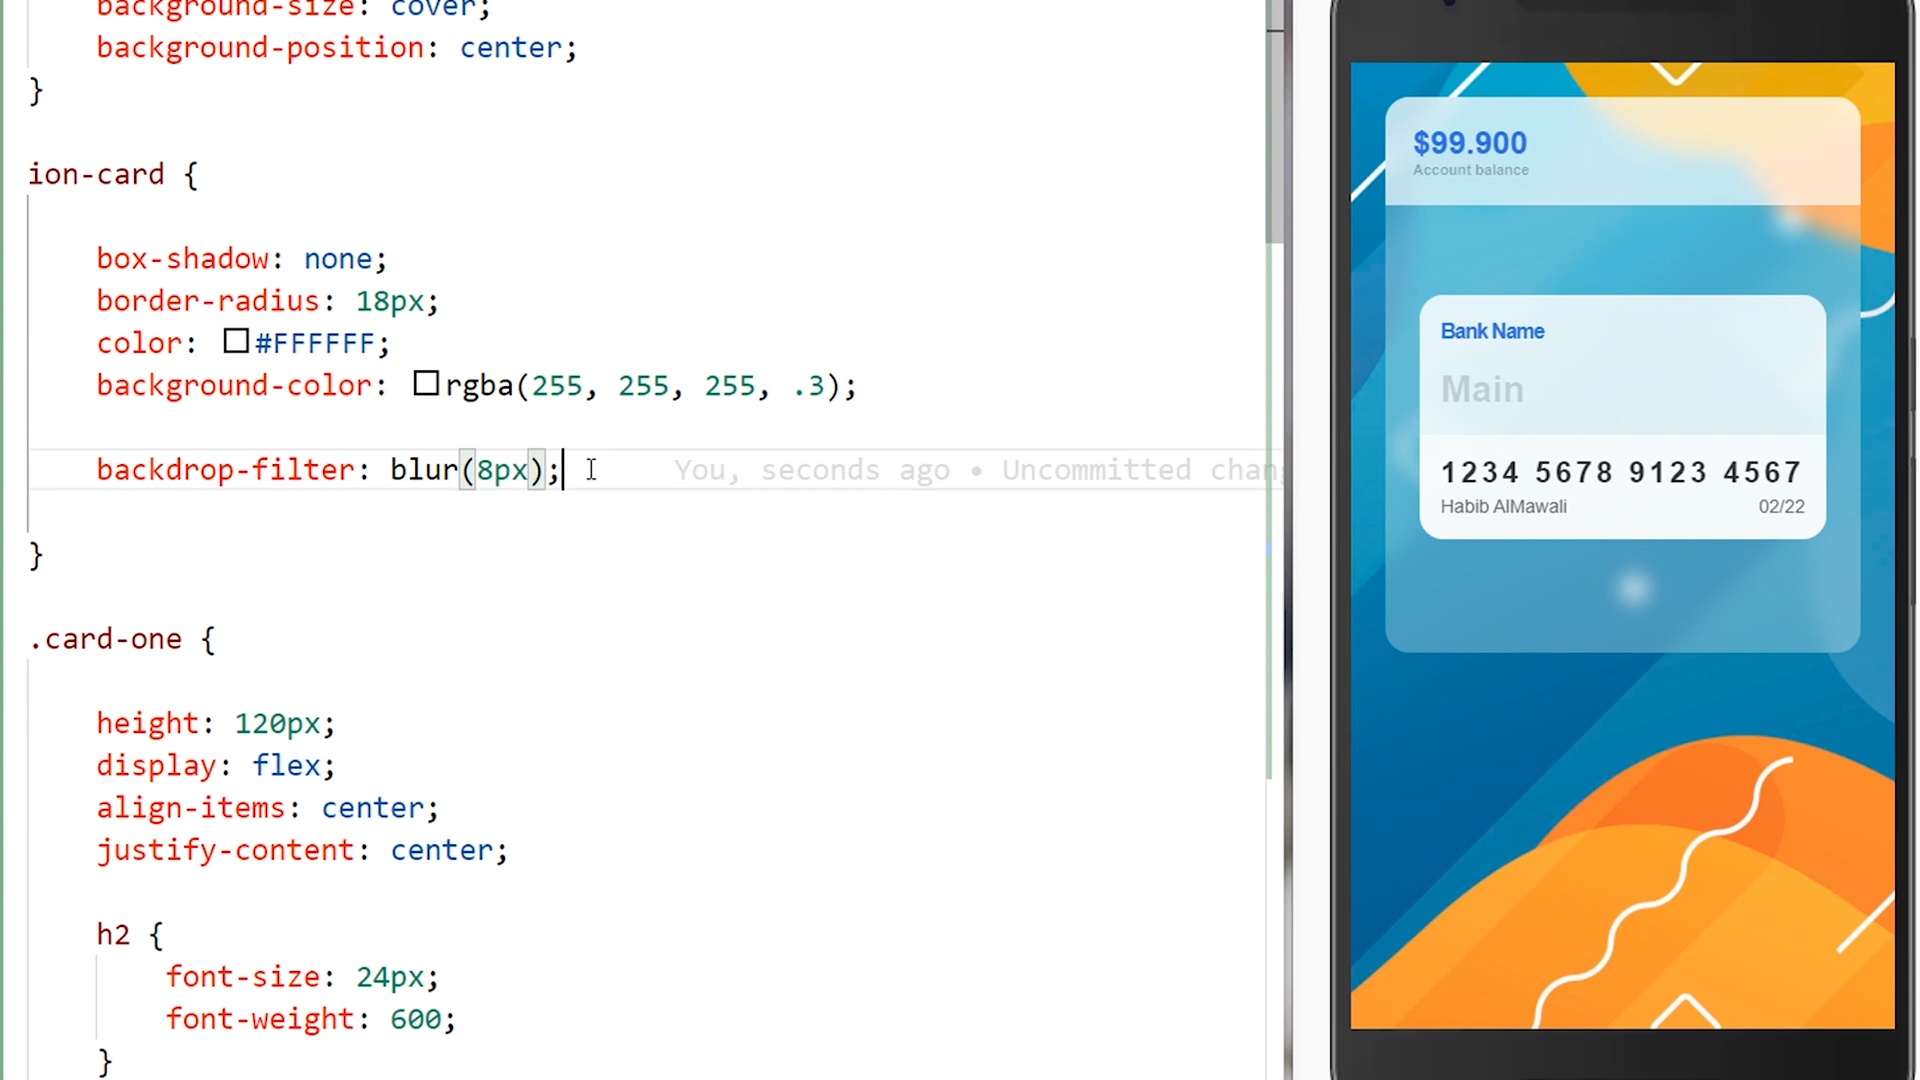 background-size: cover;
background-position: center;
}
ion-card {
box-shadow: none;
border-radius: 18px;
color: #FFFFFF;
background-color: rgba(255, 255, 255, .3);
backdrop-filter: blur(8px); You, seconds ago • Uncommitted chang
}
.card-one {
height: 120px;
display: flex;
align-items: center;
justify-content: center;
h2 {
font-size: 24px;
font-weight: 600;
}
$99.900
Account balance
Bank Name
Main
1234 5678 9123 4567
Habib AlMawali 02/22